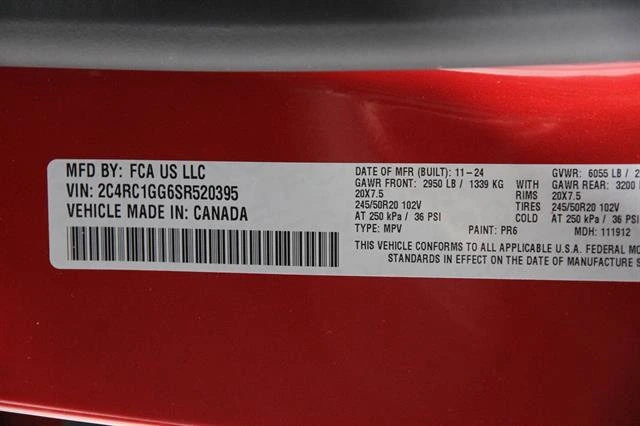 MFD BY: FCA US LLC
VIN: 2C4RC1GG6SR520395
VEHICLE MADE IN: CANADA
DATE OF MFR (BUILT): 11-24 GVWR: 6055 LB /
GAWR FRONT: 2950 LB / 1339 KG WITH GAWR REAR: 3200
20X7.5 RIMS 20X7.5
245/50R20 102V TIRES 245/50R20 102V
AT 250 kPa / 36 PSI COLD AT 250 kPa / 36 PSI
TYPE: MPV PAINT: PR6 MDH: 111912
THIS VEHICLE CONFORMS TO ALL APPLICABLE U.S.A. FEDERAL MO
STANDARDS IN EFFECT ON THE DATE OF MANUFACTURE S